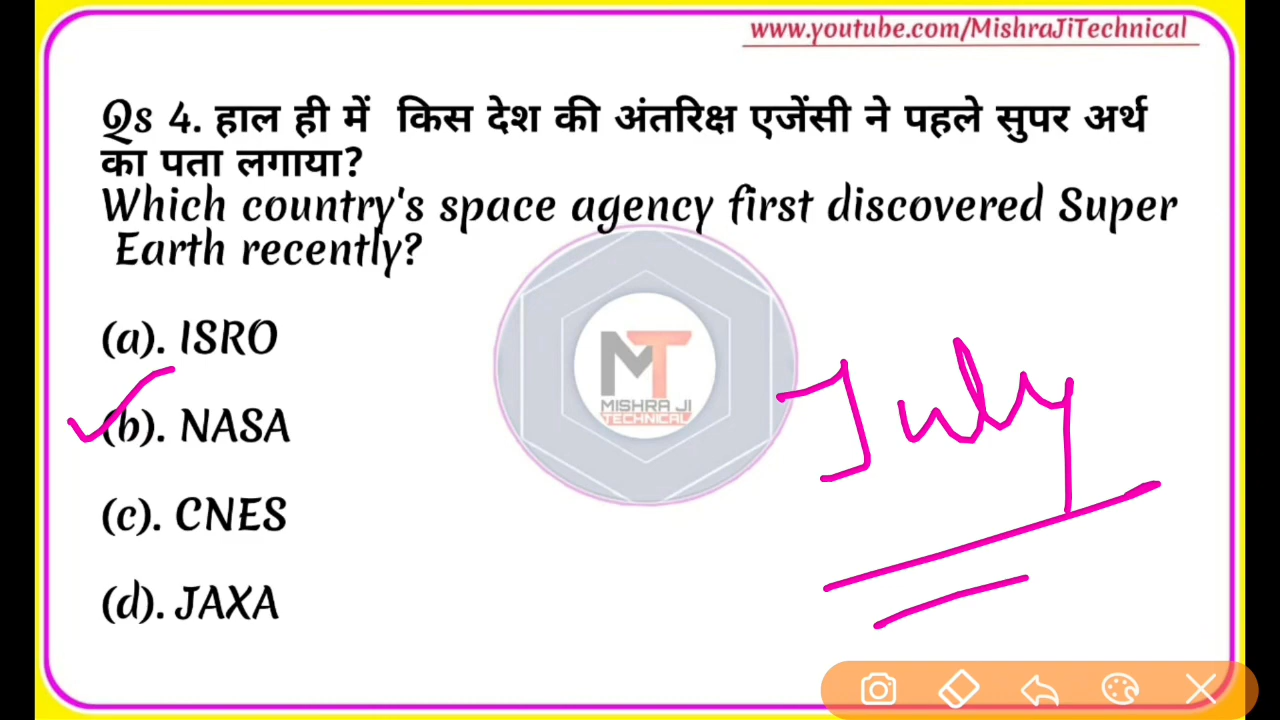 www.youtube.com/MishraJiTechnical
Qs 4. हाल ही में किस देश की अंतरिक्ष एजेंसी ने पहले सुपर अर्थ
का पता लगाया?
Which country's space agency first discovered Super
Earth recently?
(a). ISRO
(b). NASA
(c). CNES
(d). JAXA
MT
MISHRA JI
TECHNICAL
July